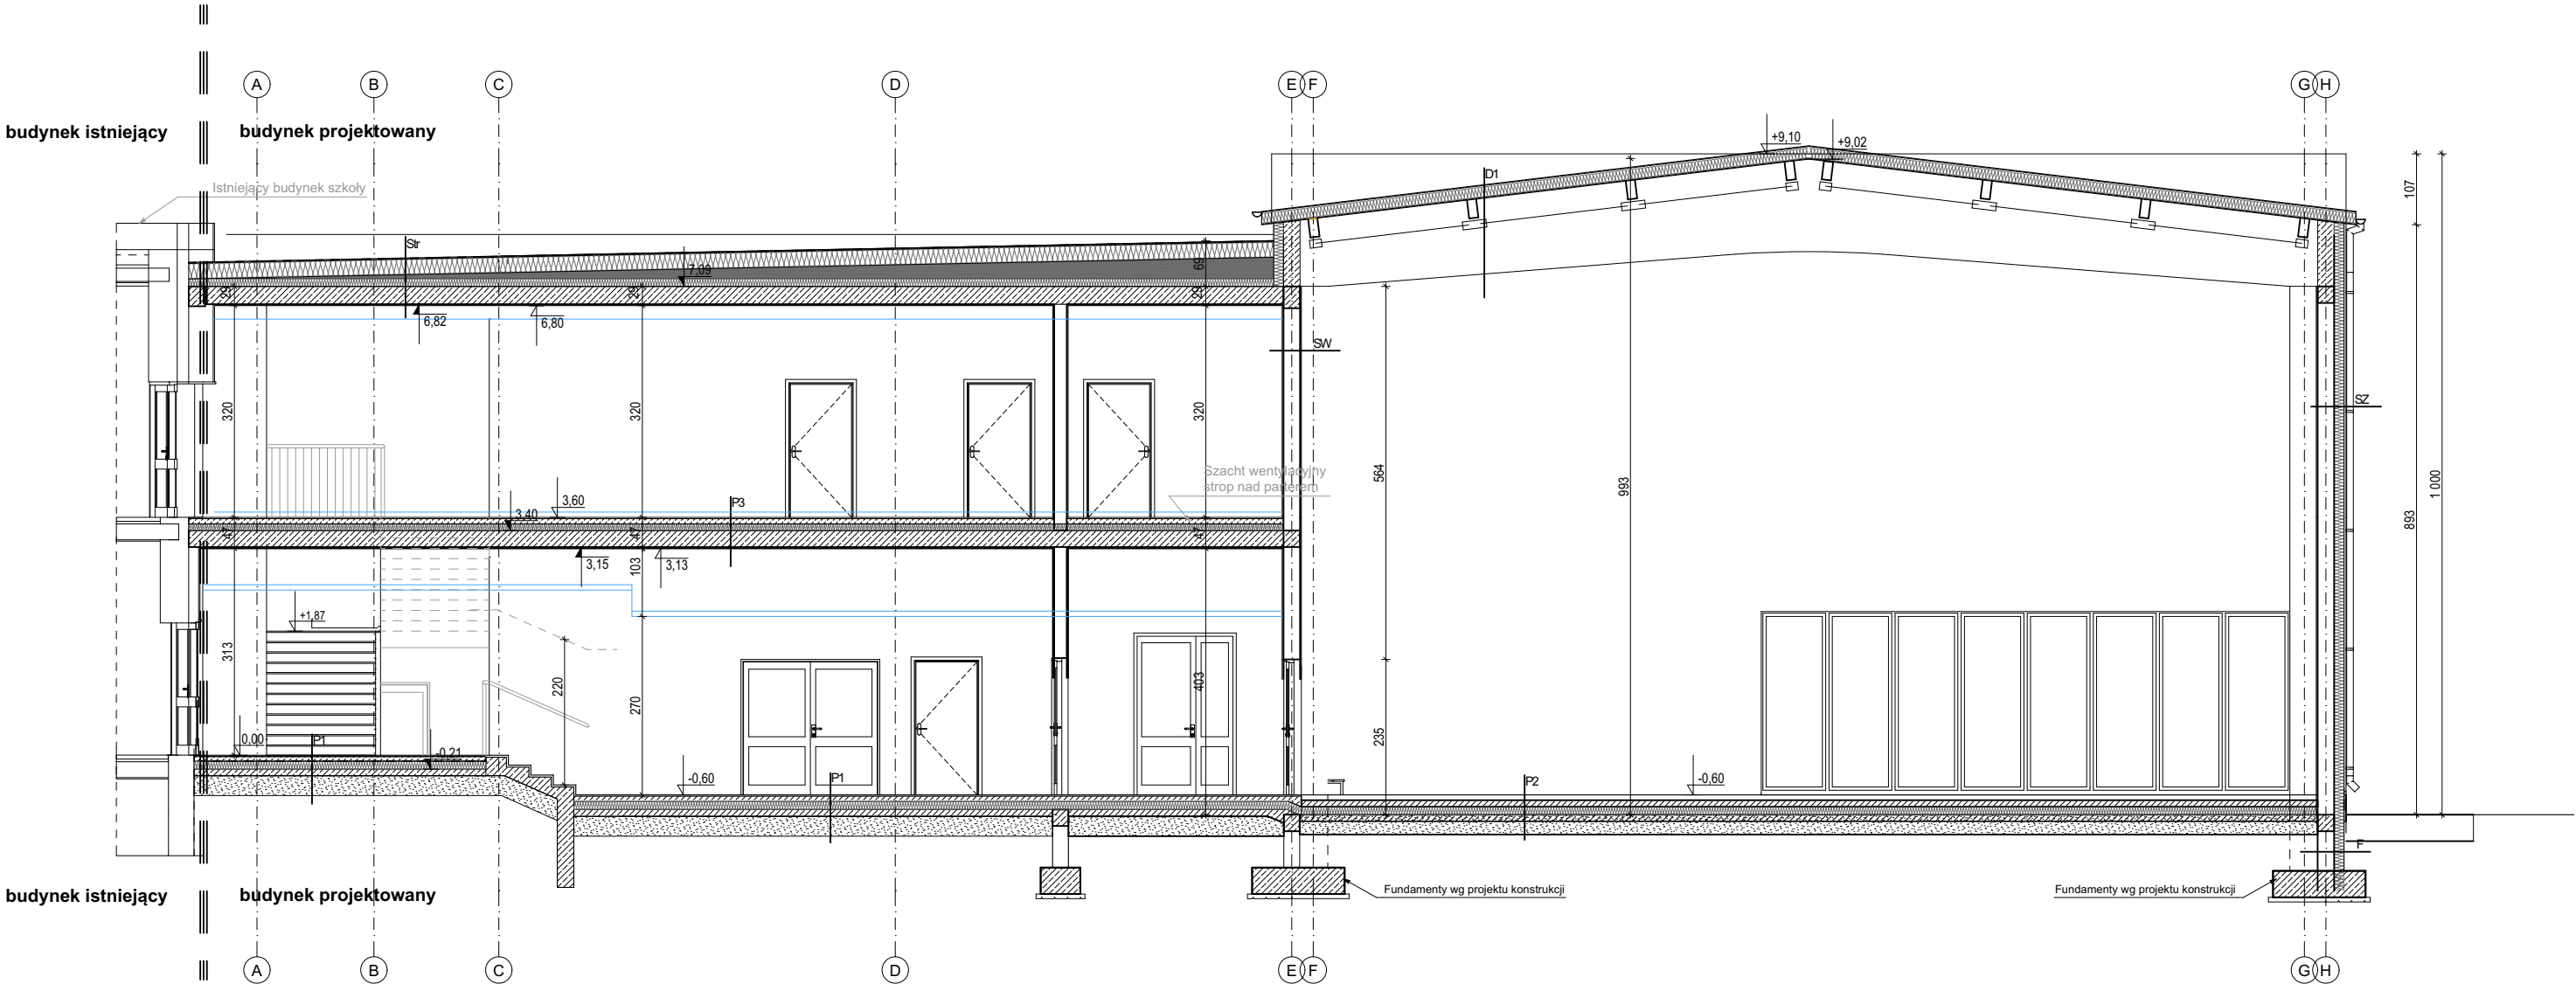 A
B
C
D
E
F
G
H
budynek istniejący
budynek projektowany
+9,10
+9,02
D1
107
Istniejący budynek szkoły
Str
7,09
69
29
29
29
6,82
6,80
SW
SZ
320
320
320
564
993
893
1 000
Szacht wentylacyjny
strop nad parterem
3,60
P3
3,40
47
47
47
3,15
103
3,13
+1,87
313
220
270
403
235
0,00
P1
-0,21
-0,60
P1
P2
-0,60
F
Fundamenty wg projektu konstrukcji
Fundamenty wg projektu konstrukcji
budynek istniejący
budynek projektowany
A
B
C
D
E
F
G
H